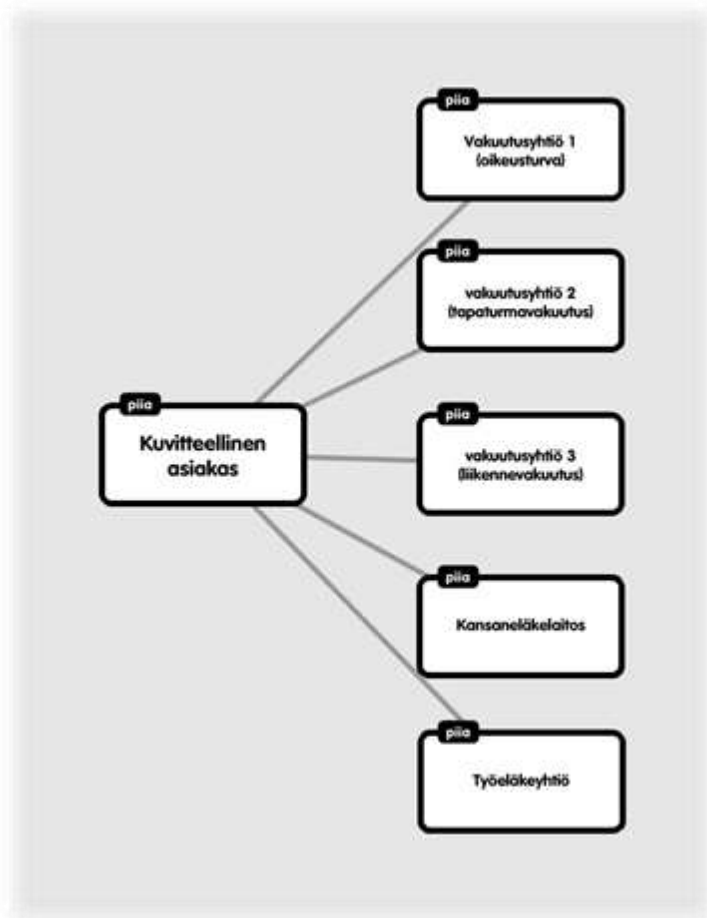 piia
Vakuutusyhtiö 1
(oikeusturva)
piia
vakuutusyhtiö 2
(tapaturmavakuutus)
piia
Kuvitteellinen
asiakas
piia
vakuutusyhtiö 3
(liikennevakuutus)
piia
Kansaneläkelaitos
piia
Työeläkeyhtiö